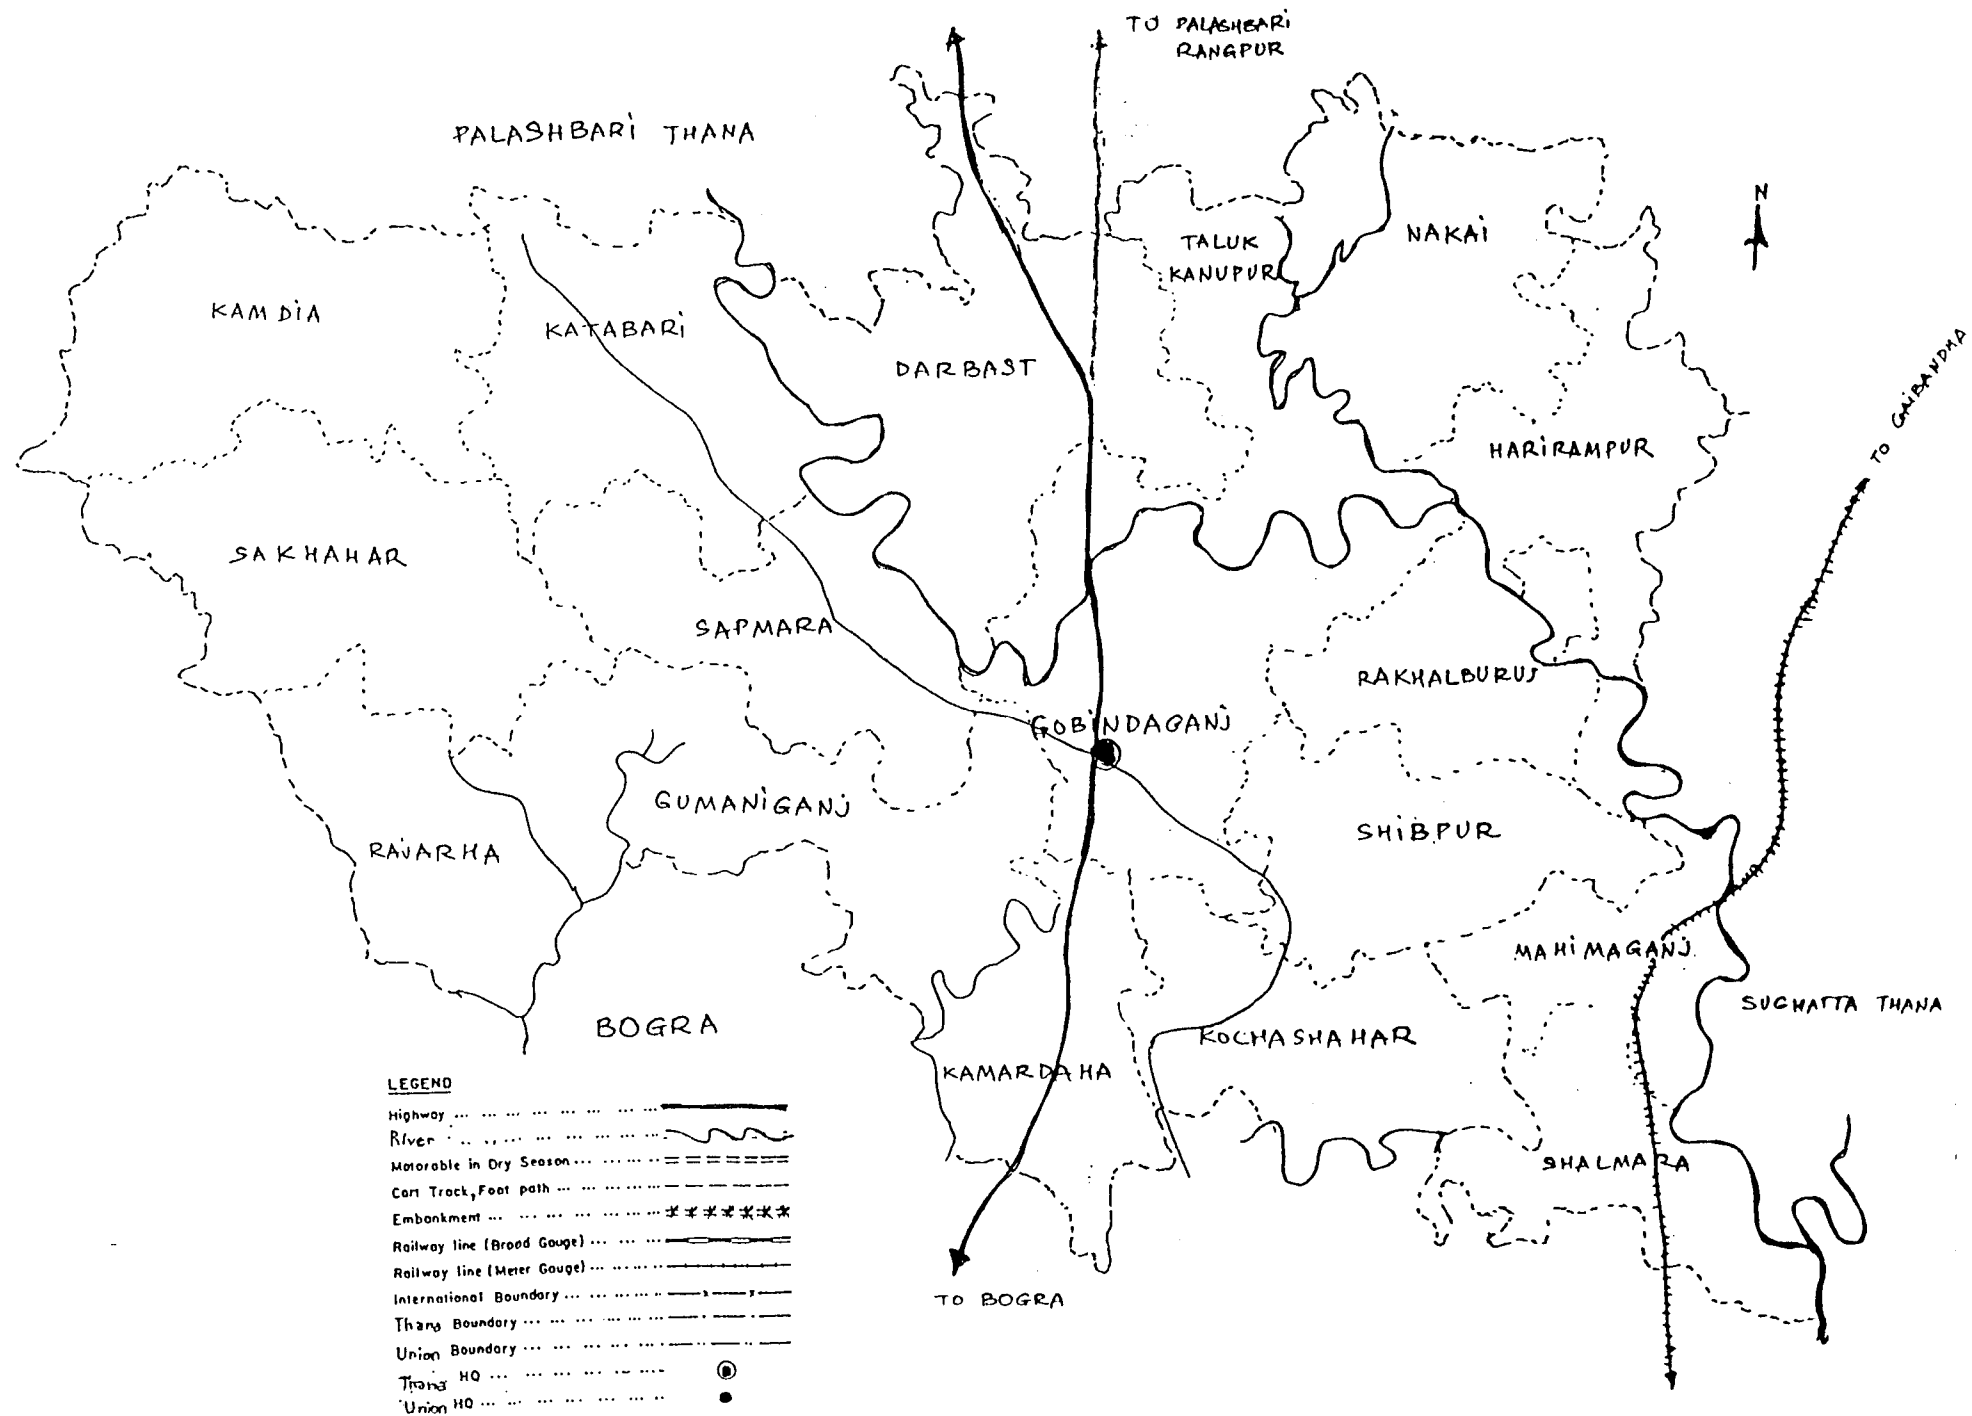 TO PALASHBARI
RANGPUR
PALASHBARI THANA
N
TALUK
KANUPUR
NAKAI
KAMDIA
KATABARI
DARBAST
TO GAIBANDHA
HARIRAMPUR
SAKHAHAR
SAPMARA
RAKHALBURUJ
GOBINDAGANJ
GUMANIGANJ
SHIBPUR
RAJARHA
MAHIMAGANJ
SUGHATTA THANA
BOGRA
KOCHASHAHAR
KAMARDAHA
SHALMARA
TO BOGRA
LEGEND
Highway
River
Motorable in Dry Season
Cart Track, Foot path
Embankment
Railway line (Broad Gauge)
Railway line (Meter Gauge)
International Boundary
Thana Boundary
Union Boundary
Thana HQ
Union HQ